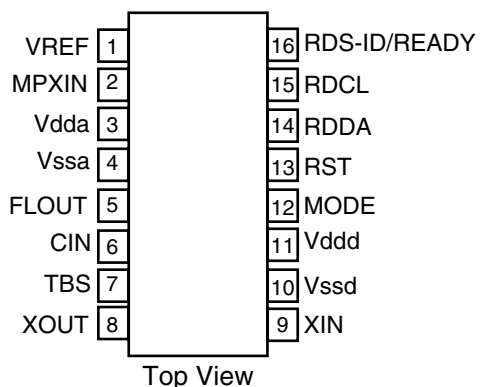 VREF 1 16 RDS-ID/READY
MPXIN 2 15 RDCL
Vdda 3 14 RDDA
Vssa 4 13 RST
FLOUT 5 12 MODE
CIN 6 11 Vddd
TBS 7 10 Vssd
XOUT 8 9 XIN
Top View